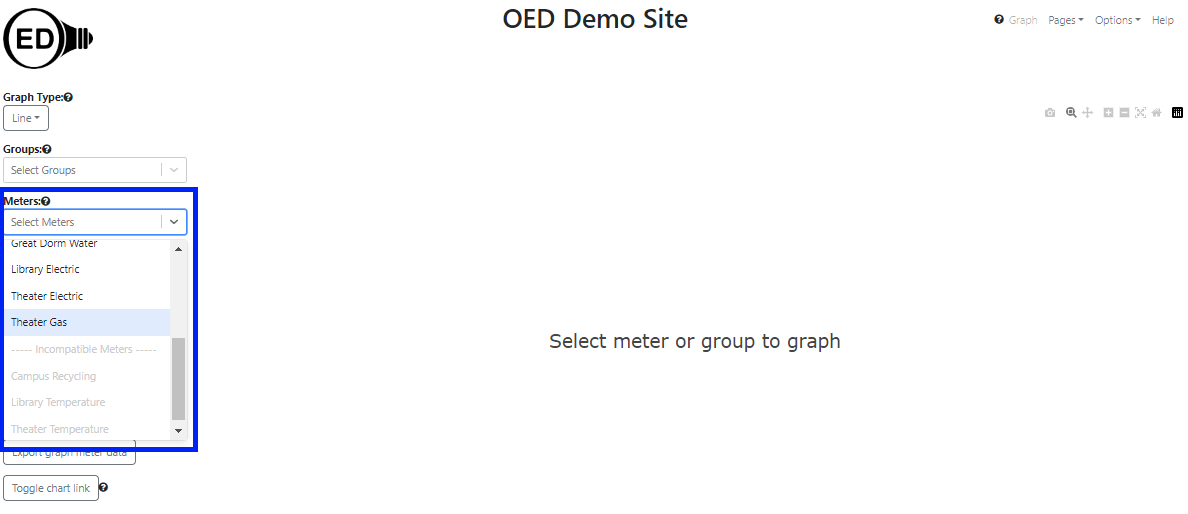 OED Demo Site
ED
Graph Pages Options Help
Graph Type:
Line
Groups:
Select Groups
Meters:
Select Meters
Great Dorm Water
Library Electric
Theater Electric
Theater Gas
----- Incompatible Meters -----
Campus Recycling
Library Temperature
Theater Temperature
Export graph meter data
Toggle chart link
Select meter or group to graph